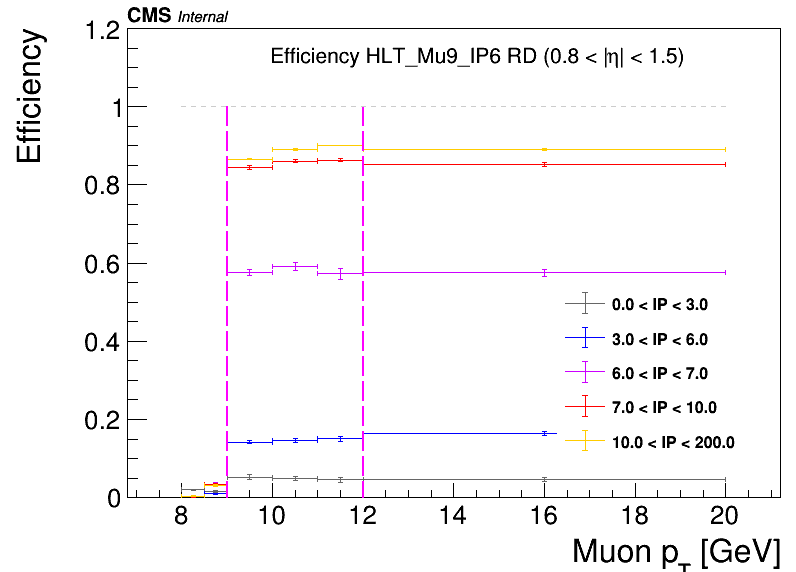 CMS Internal
Efficiency HLT_Mu9_IP6 RD (0.8 < |η| < 1.5)
Efficiency
1.2
1
0.8
0.6
0.4
0.2
0
0.0 < IP < 3.0
3.0 < IP < 6.0
6.0 < IP < 7.0
7.0 < IP < 10.0
10.0 < IP < 200.0
8 10 12 14 16 18 20
Muon p_T [GeV]